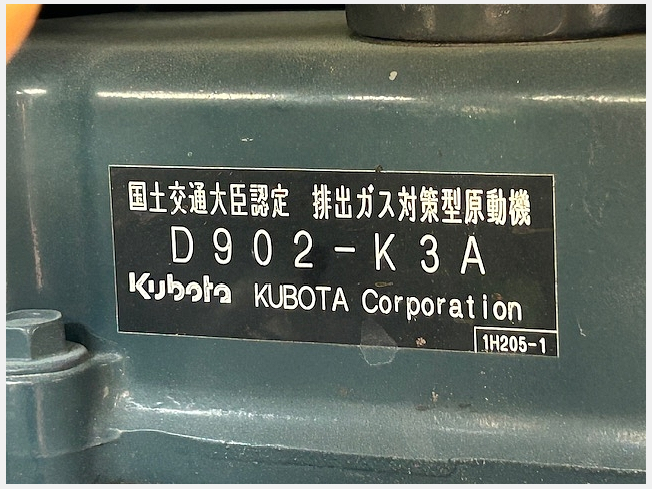 国土交通大臣認定 排出ガス対策型原動機
D902-K3A
Kubota KUBOTA Corporation
1H205-1